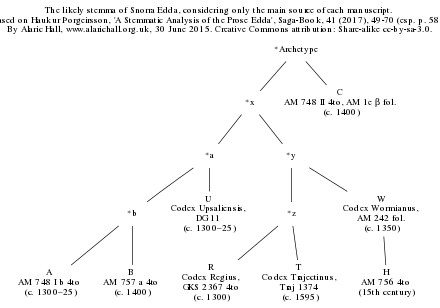 The likely stemma of Snorra Edda, considering only the main source of each manuscript.
ased on Haukur Þorgeirsson, 'A Stemmatic Analysis of the Prose Edda', Saga-Book, 41 (2017), 49-70 (esp. p. 58
By Alaric Hall, www.alarichall.org.uk, 30 June 2015. Creative Commons attribution: Share-alike cc-by-sa-3.0.
*Archetype
C
AM 748 II 4to, AM 1e β fol.
(c. 1400)
*x
*a
*y
U
Codex Upsaliensis,
DG 11
(c. 1300-25)
W
Codex Wormianus,
AM 242 fol.
(c. 1350)
*b
*z
A
AM 748 I b 4to
(c. 1300-25)
B
AM 757 a 4to
(c. 1400)
R
Codex Regius,
GKS 2367 4to
(c. 1300)
T
Codex Trajectinus,
Traj 1374
(c. 1595)
H
AM 756 4to
(15th century)